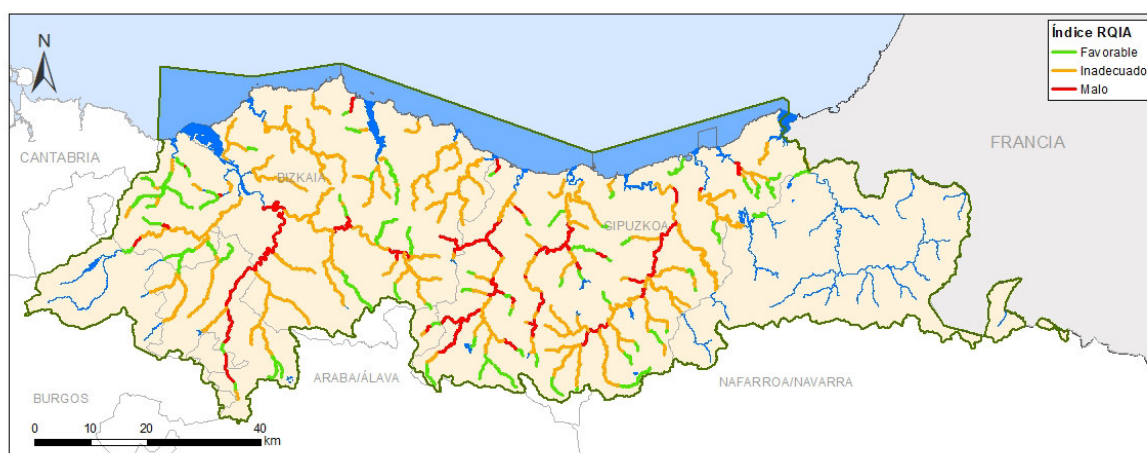 N
Índice RQIA
Favorable
Inadecuado
Malo
FRANCIA
CANTABRIA
BIZKAIA
GIPUZKOA
ARABA/ÁLAVA
NAFARROA/NAVARRA
BURGOS
0 10 20 40
km